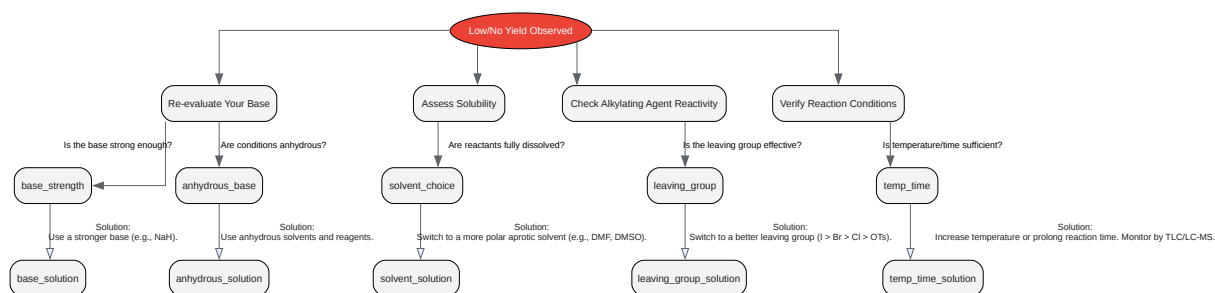 Low/No Yield Observed
Re-evaluate Your Base
Assess Solubility
Check Alkylating Agent Reactivity
Verify Reaction Conditions
Is the base strong enough?
Are conditions anhydrous?
Are reactants fully dissolved?
Is the leaving group effective?
Is temperature/time sufficient?
base_strength
anhydrous_base
solvent_choice
leaving_group
temp_time
Solution:
Use a stronger base (e.g., NaH).
Solution:
Use anhydrous solvents and reagents.
Solution:
Switch to a more polar aprotic solvent (e.g., DMF, DMSO).
Solution:
Switch to a better leaving group (I > Br > Cl > OTs).
Solution:
Increase temperature or prolong reaction time. Monitor by TLC/LC-MS.
base_solution
anhydrous_solution
solvent_solution
leaving_group_solution
temp_time_solution